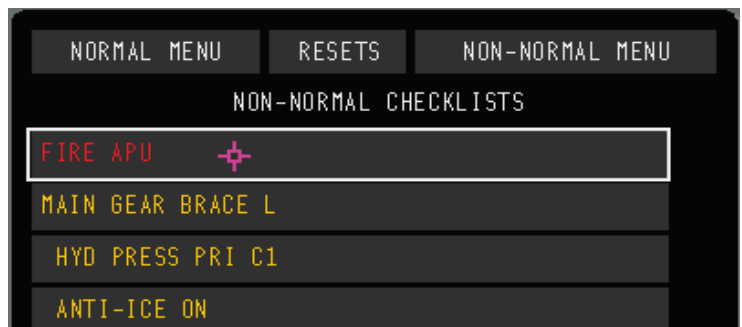 NORMAL MENU RESETS NON-NORMAL MENU
NON-NORMAL CHECKLISTS
FIRE APU
MAIN GEAR BRACE L
HYD PRESS PRI C1
ANTI-ICE ON